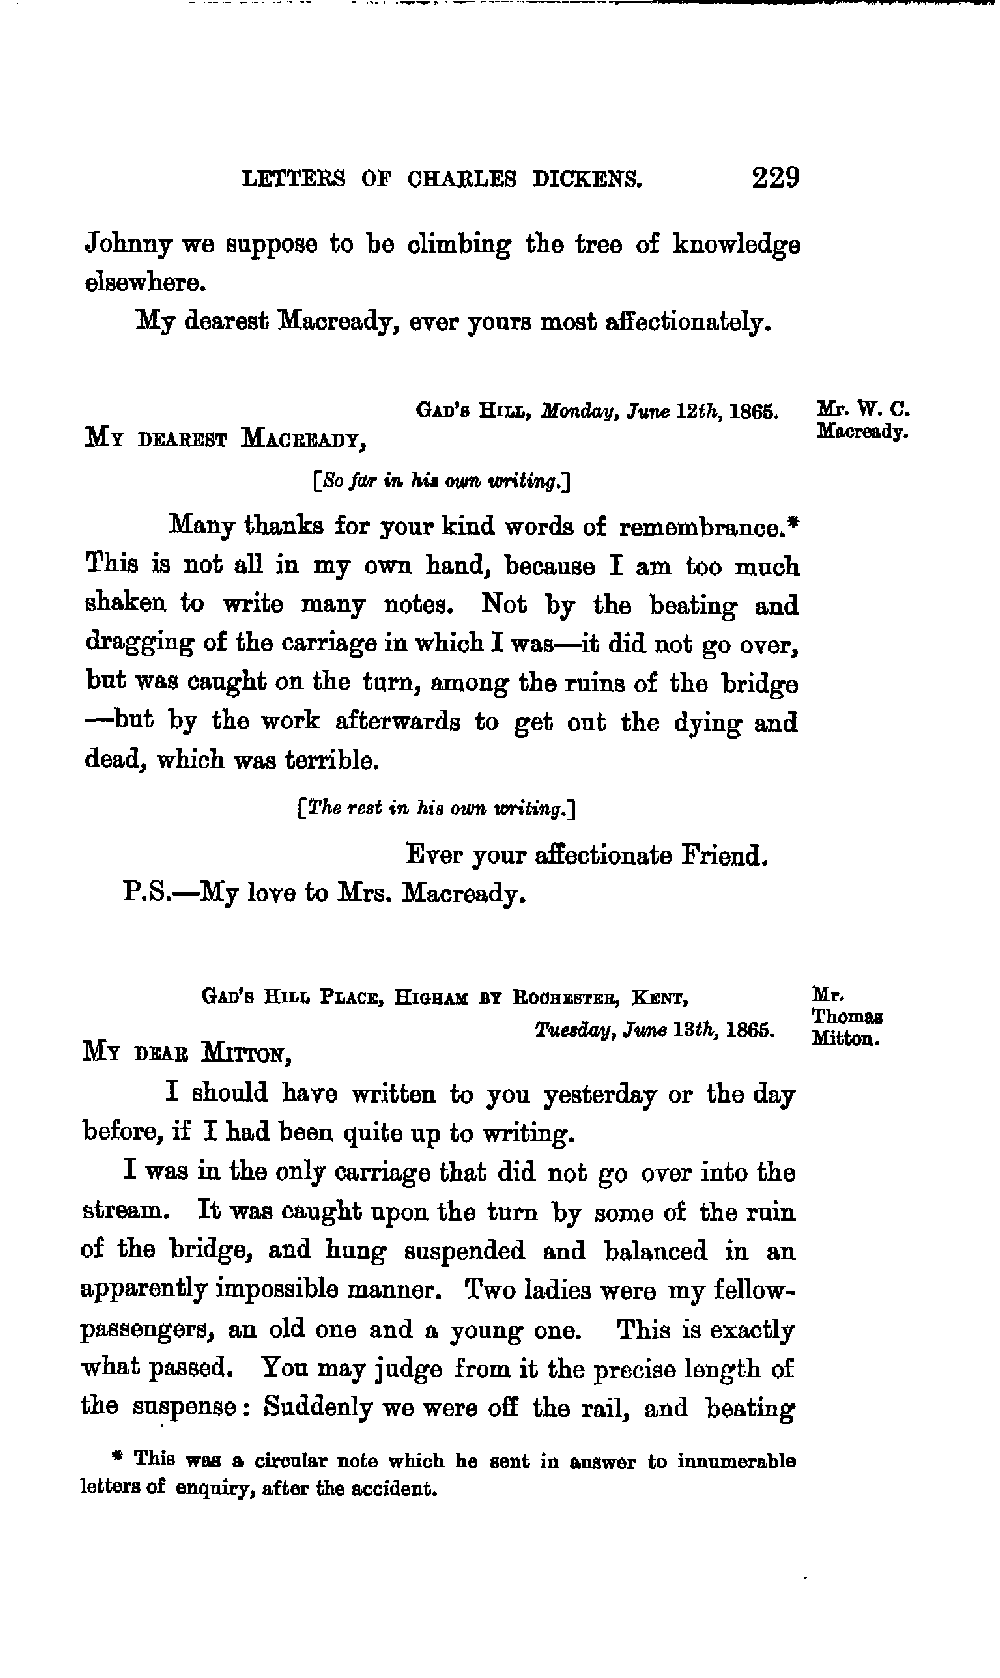 LETTERS OF CHARLES DICKENS. 229
Johnny we suppose to be climbing the tree of knowledge
elsewhere.
My dearest Macready, ever yours most affectionately.
Gad's Hill, Monday, June 12th, 1865.
Mr. W. C.
Macready.
My dearest Macready,
[So far in his own writing.]
Many thanks for your kind words of remembrance.*
This is not all in my own hand, because I am too much
shaken to write many notes. Not by the beating and
dragging of the carriage in which I was—it did not go over,
but was caught on the turn, among the ruins of the bridge
—but by the work afterwards to get out the dying and
dead, which was terrible.
[The rest in his own writing.]
Ever your affectionate Friend.
P.S.—My love to Mrs. Macready.
Gad's Hill Place, Higham by Rochester, Kent,
Tuesday, June 13th, 1865.
Mr.
Thomas
Mitton.
My dear Mitton,
I should have written to you yesterday or the day
before, if I had been quite up to writing.
I was in the only carriage that did not go over into the
stream. It was caught upon the turn by some of the ruin
of the bridge, and hung suspended and balanced in an
apparently impossible manner. Two ladies were my fellow-
passengers, an old one and a young one. This is exactly
what passed. You may judge from it the precise length of
the suspense: Suddenly we were off the rail, and beating
* This was a circular note which he sent in answer to innumerable
letters of enquiry, after the accident.